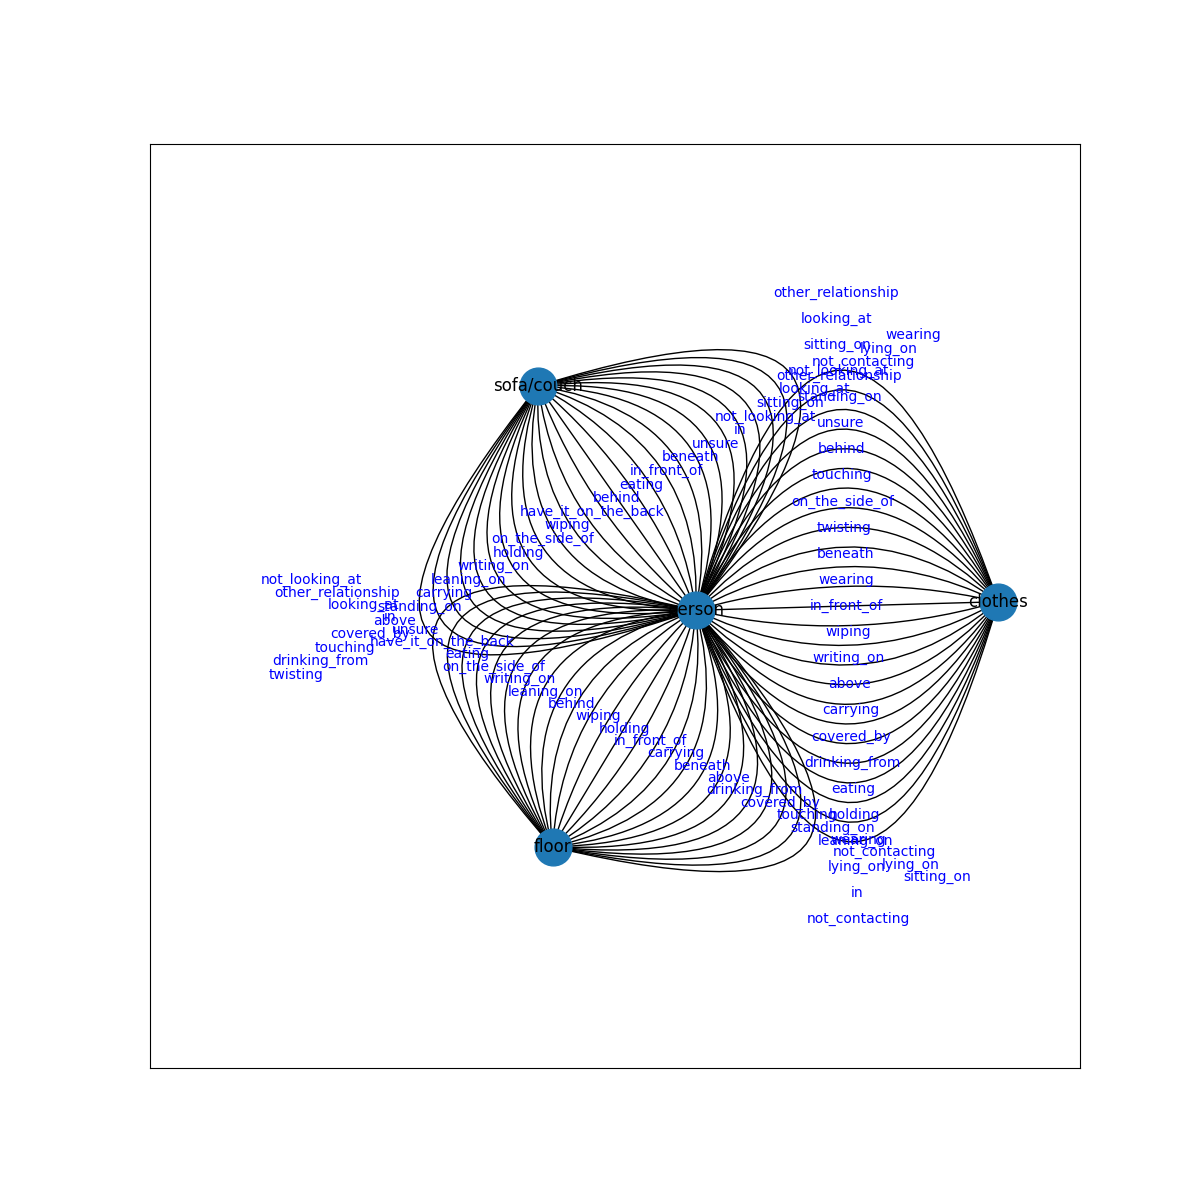 other_relationship
looking_at
wearing
sitting_on
lying_on
not_contacting
not_looking_at
other_relationship
sofa/couch
looking_at
standing_on
sitting_on
not_looking_at
unsure
in
unsure
behind
beneath
in_front_of
touching
eating
behind
on_the_side_of
have_it_on_the_back
wiping
twisting
on_the_side_of
holding
beneath
writing_on
not_looking_at
leaning_on
wearing
other_relationship
carrying
clothes
looking_at
standing_on
in_front_of
erson
in
above
covered_by
unsure
wiping
have_it_on_the_back
touching
eating
writing_on
drinking_from
on_the_side_of
twisting
writing_on
above
leaning_on
behind
carrying
wiping
holding
covered_by
in_front_of
carrying
drinking_from
beneath
above
eating
drinking_from
covered_by
touching
holding
standing_on
leaning_on
wearing
floor
not_contacting
lying_on
lying_on
sitting_on
in
not_contacting